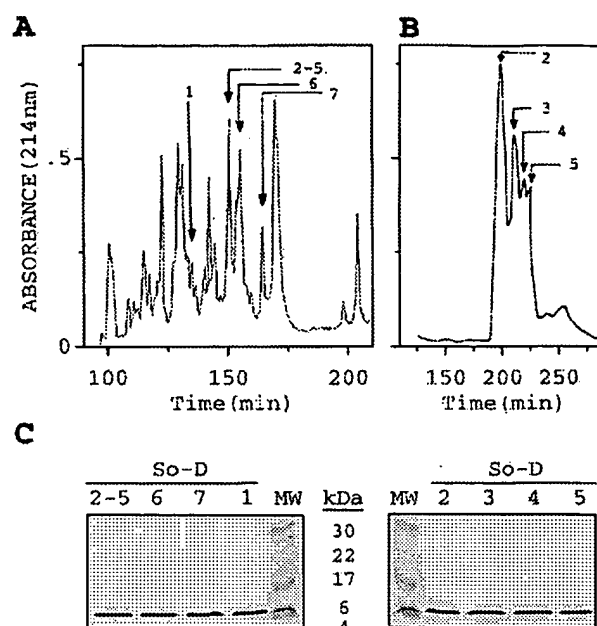 A
B
ABSORBANCE(214nm)
.5
0
1
2-5.
6
7
100
150
200
Time(min)
2
3
4
5
150
200
250
Time(min)
C
So-D
2-5 6 7 1 MW
kDa
30
22
17
6
4
So-D
MW 2 3 4 5